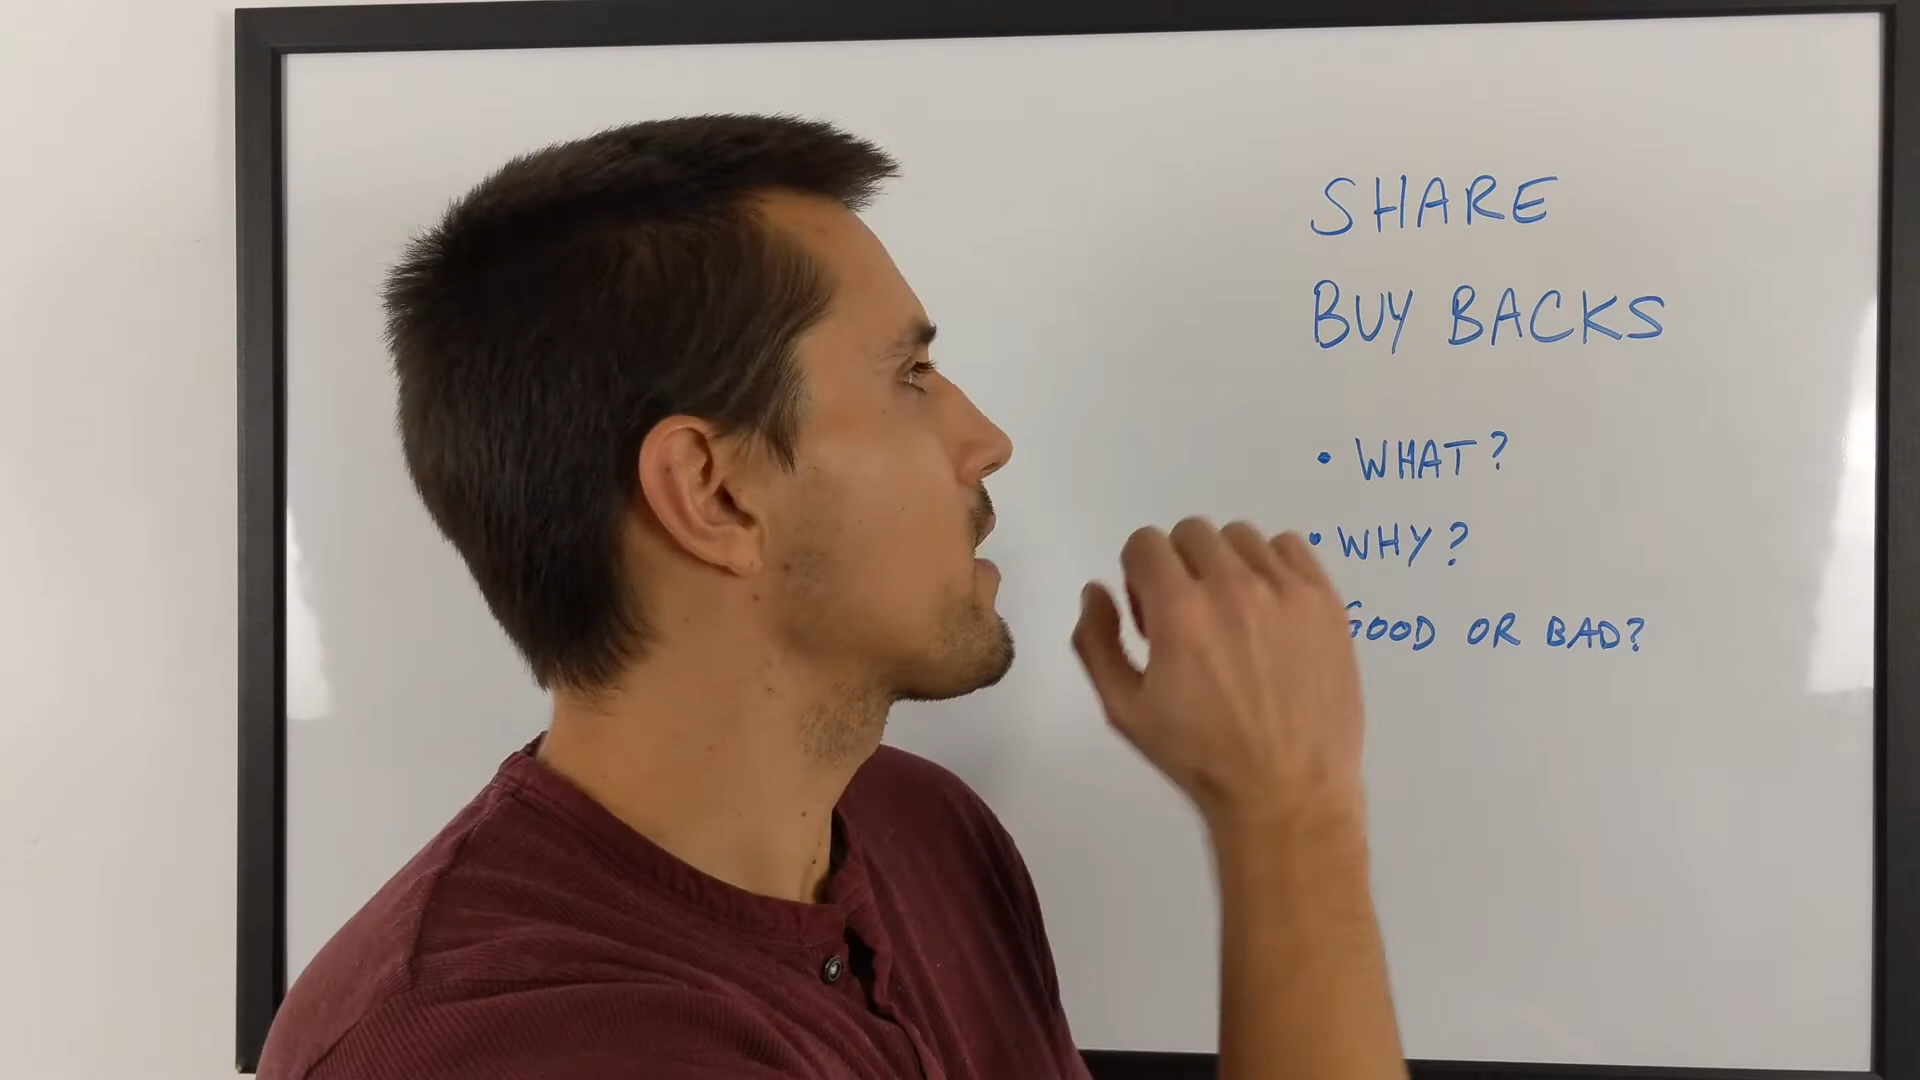 SHARE
BUY BACKS
• WHAT?
• WHY?
GOOD OR BAD?